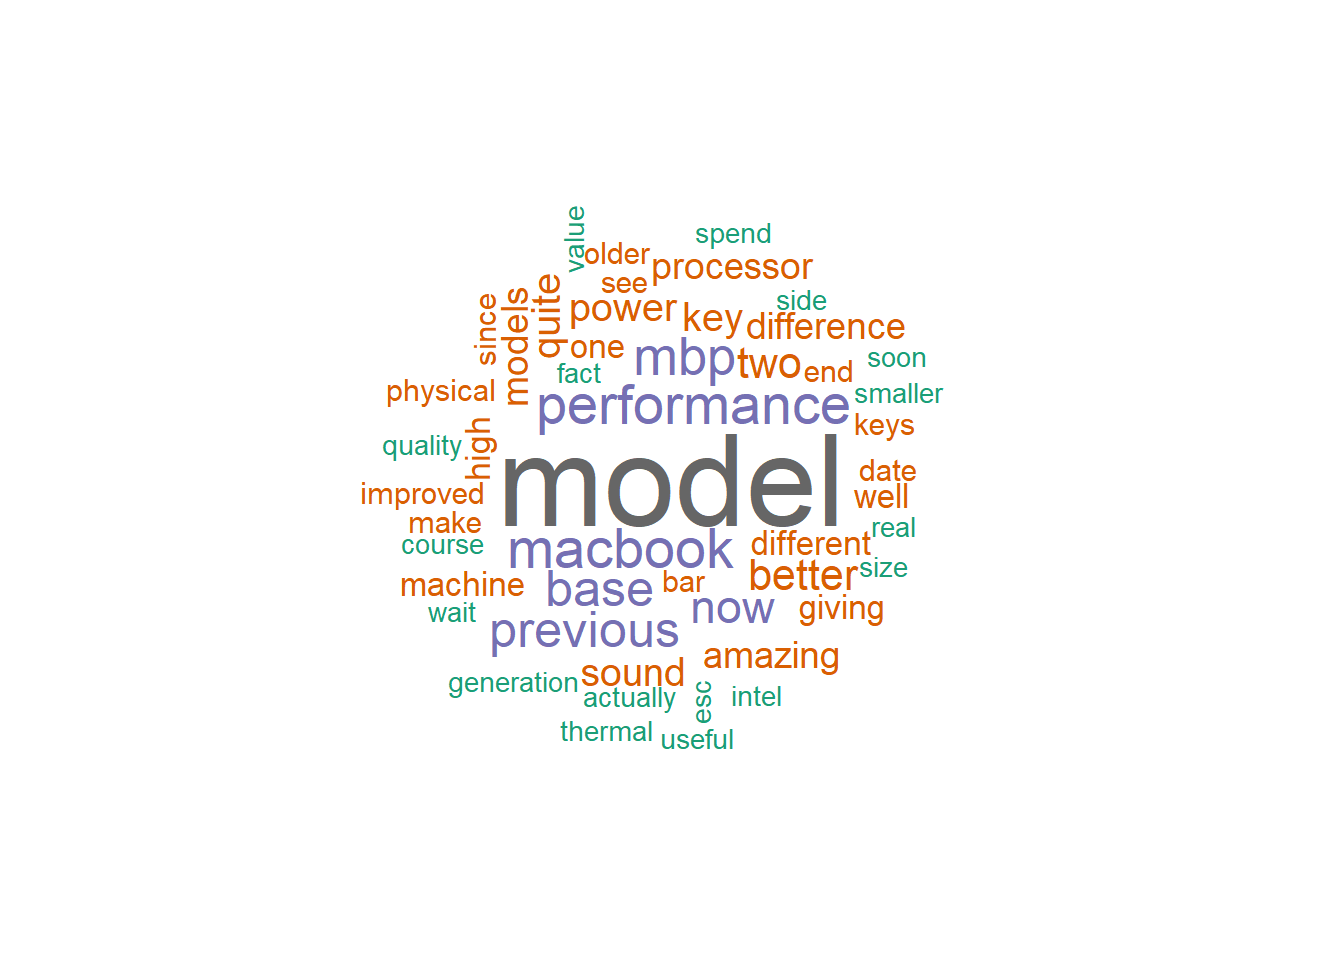 value
spend
older
processor
see
side
since
models
quite
power
key
difference
one
mbp
two
end
soon
fact
physical
performance
smaller
keys
quality
high
model
date
improved
well
make
real
course
macbook
different
machine
base
bar
better
size
wait
now
giving
previous
amazing
generation
sound
actually
esc
intel
thermal
useful